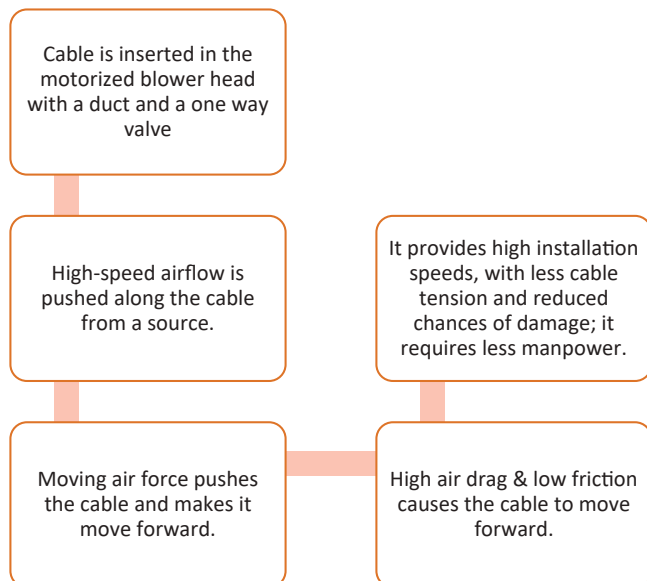 Cable is inserted in the
motorized blower head
with a duct and a one way
valve
High-speed airflow is
pushed along the cable
from a source.
Moving air force pushes
the cable and makes it
move forward.
High air drag & low friction
causes the cable to move
forward.
It provides high installation
speeds, with less cable
tension and reduced
chances of damage; it
requires less manpower.